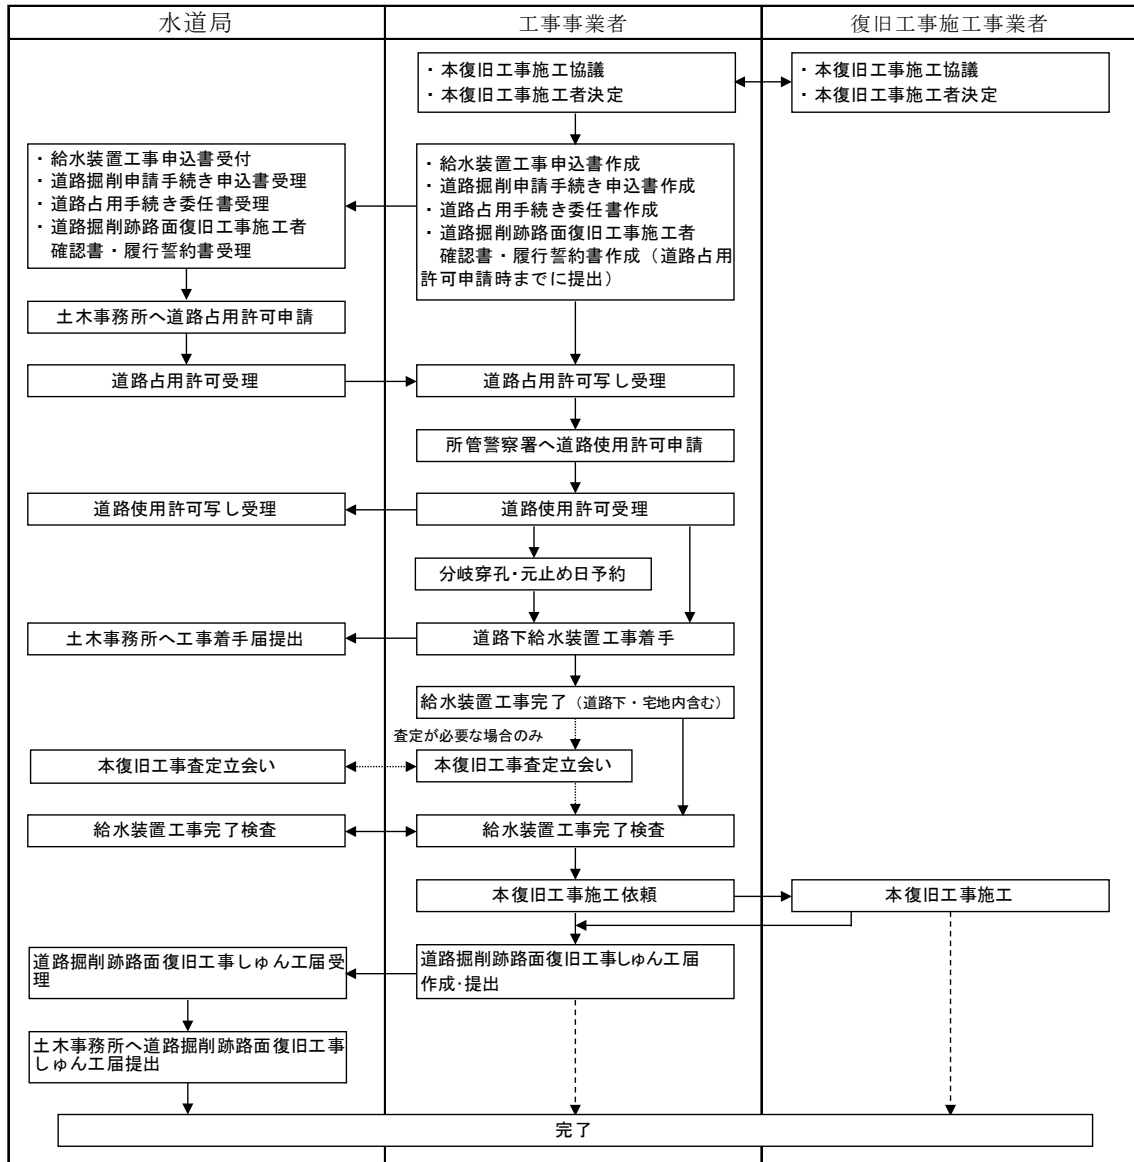 水道局
工事事業者
復旧工事施工事業者
・本復旧工事施工協議
・本復旧工事施工者決定
・本復旧工事施工協議
・本復旧工事施工者決定
・給水装置工事申込書受付
・道路掘削申請手続き申込書受理
・道路占用手続き委任書受理
・道路掘削跡路面復旧工事施工者
確認書・履行誓約書受理
・給水装置工事申込書作成
・道路掘削申請手続き申込書作成
・道路占用手続き委任書作成
・道路掘削跡路面復旧工事施工者
確認書・履行誓約書作成（道路占用
許可申請時までに提出）
土木事務所へ道路占用許可申請
道路占用許可受理
道路占用許可写し受理
所管警察署へ道路使用許可申請
道路使用許可写し受理
道路使用許可受理
分岐穿孔・元止め日予約
土木事務所へ工事着手届提出
道路下給水装置工事着手
給水装置工事完了（道路下・宅地内含む）
査定が必要な場合のみ
本復旧工事査定立会い
本復旧工事査定立会い
給水装置工事完了検査
給水装置工事完了検査
本復旧工事施工依頼
本復旧工事施工
道路掘削跡路面復旧工事しゅん工届受
理
道路掘削跡路面復旧工事しゅん工届
作成・提出
土木事務所へ道路掘削跡路面復旧工事
しゅん工届提出
完了